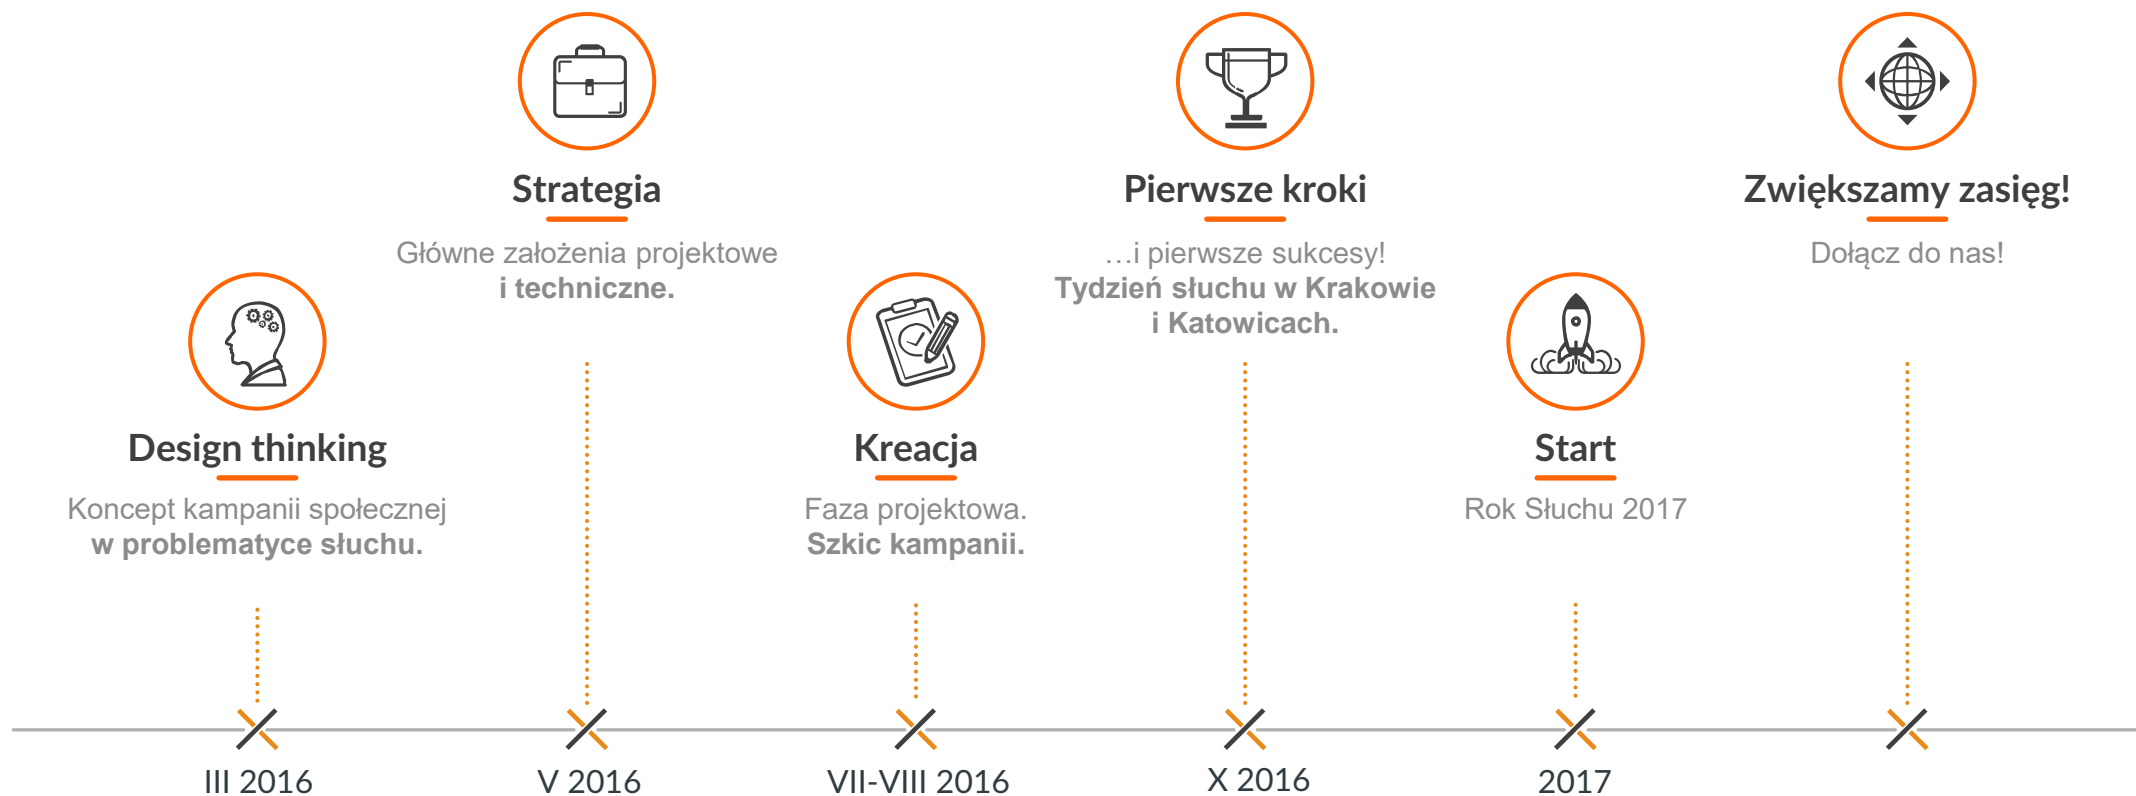 Design thinking
Koncept kampanii społecznej
w problematyce słuchu.
III 2016
Strategia
Główne założenia projektowe
i techniczne.
V 2016
Kreacja
Faza projektowa.
Szkic kampanii.
VII-VIII 2016
Pierwsze kroki
…i pierwsze sukcesy!
Tydzień słuchu w Krakowie
i Katowicach.
X 2016
Start
Rok Słuchu 2017
2017
Zwiększamy zasięg!
Dołącz do nas!